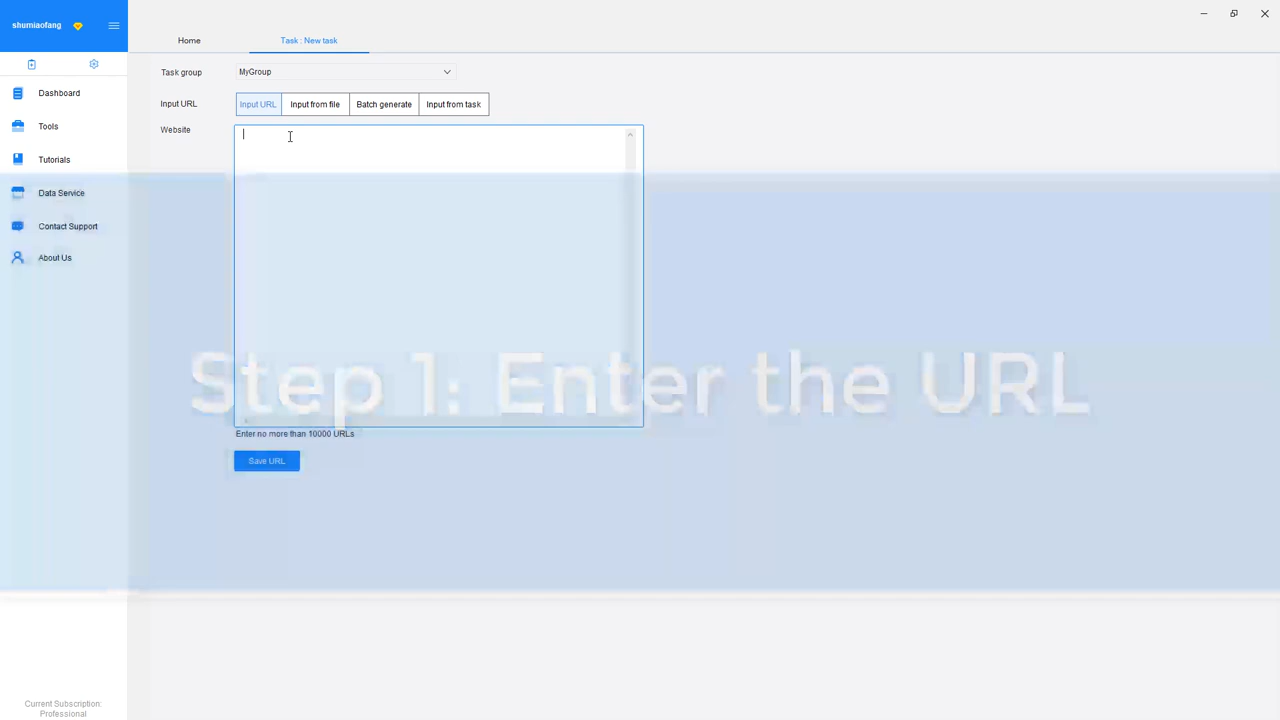 shumiaofang
Home
Task : New task
Task group
MyGroup
Input URL
Input URL
Input from file
Batch generate
Input from task
Website
Dashboard
Tools
Tutorials
Data Service
Contact Support
About Us
Step 1: Enter the URL
Enter no more than 10000 URLs
Save URL
Current Subscription:
Professional